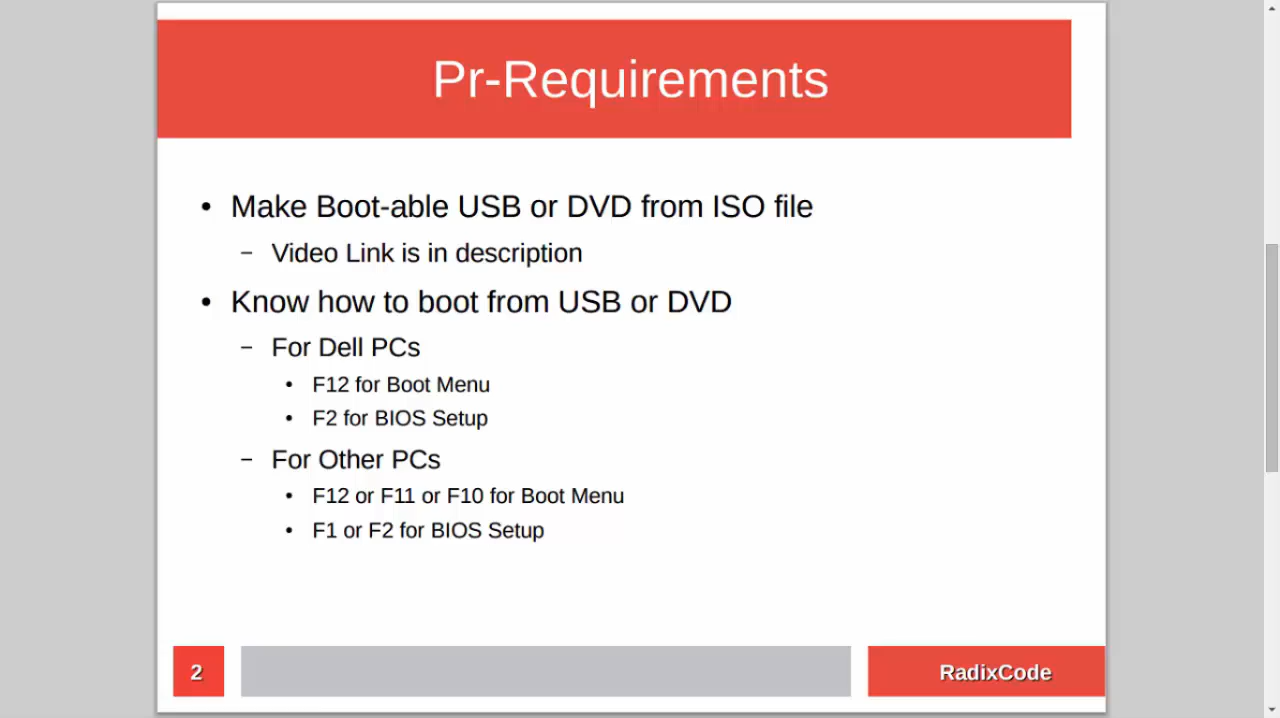 Pr-Requirements
• Make Boot-able USB or DVD from ISO file
– Video Link is in description
• Know how to boot from USB or DVD
– For Dell PCs
• F12 for Boot Menu
• F2 for BIOS Setup
– For Other PCs
• F12 or F11 or F10 for Boot Menu
• F1 or F2 for BIOS Setup
2
RadixCode